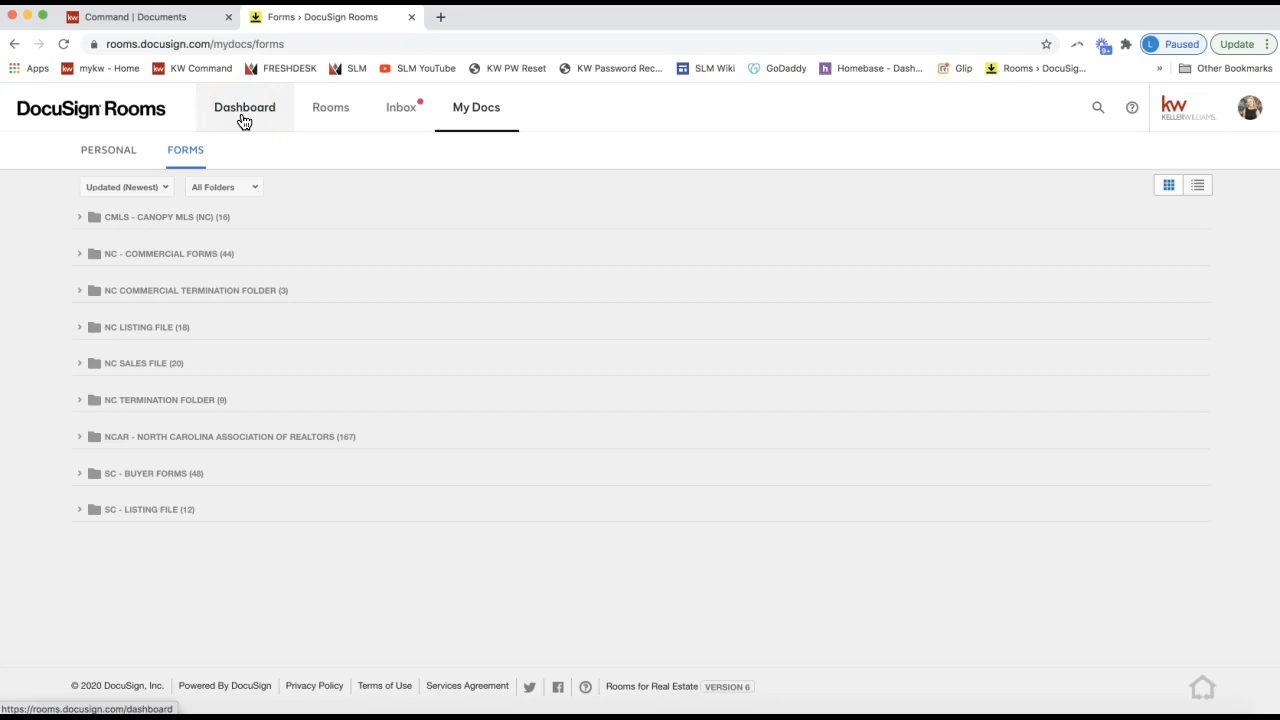 Command | Documents
Forms › DocuSign Rooms
rooms.docusign.com/mydocs/forms
9+
L Paused
Update
Apps
mykw - Home
KW Command
FRESHDESK
SLM
SLM YouTube
KW PW Reset
KW Password Rec...
SLM Wiki
GoDaddy
Homebase - Dash...
Glip
Rooms › DocuSig...
»
Other Bookmarks
DocuSign Rooms
Dashboard
Rooms
Inbox
My Docs
kw
KELLERWILLIAMS.
PERSONAL
FORMS
Updated (Newest)
All Folders
CMLS - CANOPY MLS (NC) (16)
NC - COMMERCIAL FORMS (44)
NC COMMERCIAL TERMINATION FOLDER (3)
NC LISTING FILE (18)
NC SALES FILE (20)
NC TERMINATION FOLDER (9)
NCAR - NORTH CAROLINA ASSOCIATION OF REALTORS (167)
SC - BUYER FORMS (48)
SC - LISTING FILE (12)
© 2020 DocuSign, Inc.
Powered By DocuSign
Privacy Policy
Terms of Use
Services Agreement
Rooms for Real Estate VERSION 6
https://rooms.docusign.com/dashboard